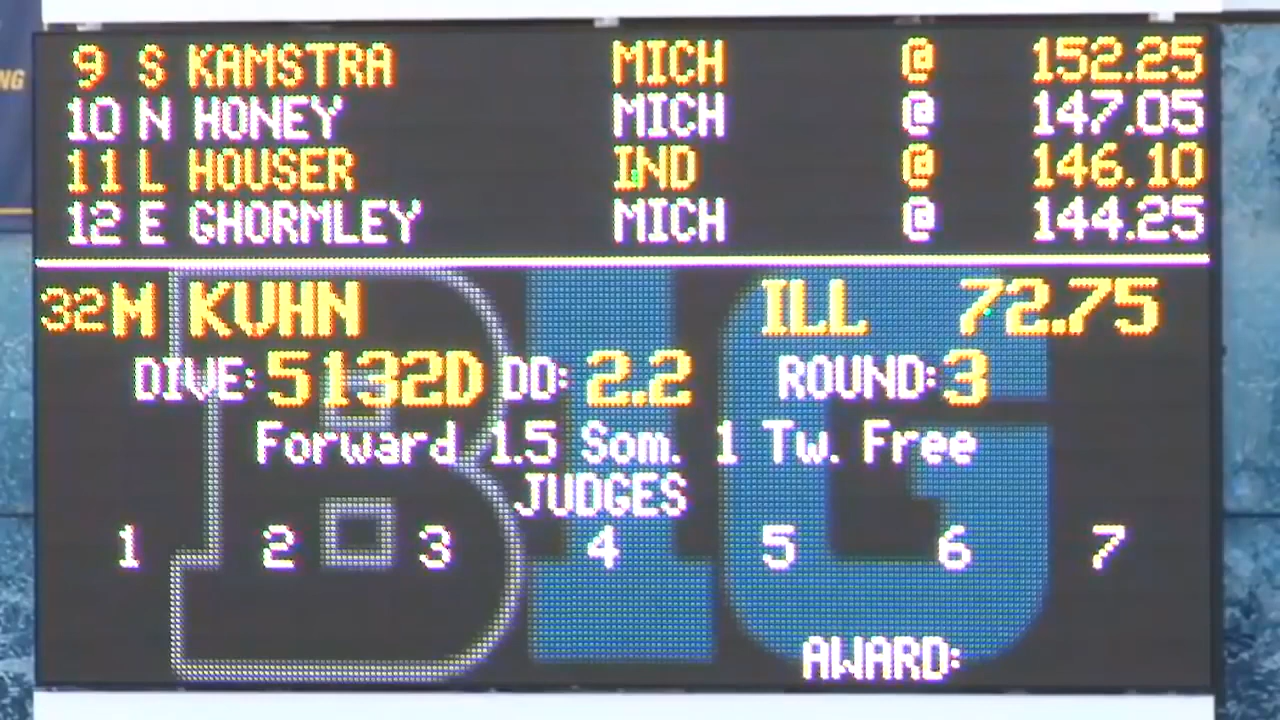 NG
9 S KAMSTRA MICH @ 152.25
10 N HONEY MICH @ 147.05
11 L HOUSER IND @ 146.10
12 E GHORMLEY MICH @ 144.25
32 M KUHN ILL 72.75
DIVE: 5132D DD: 2.2 ROUND: 3
Forward 1.5 Som. 1 Tw. Free
JUDGES
1 2 3 4 5 6 7
AWARD:
BIG